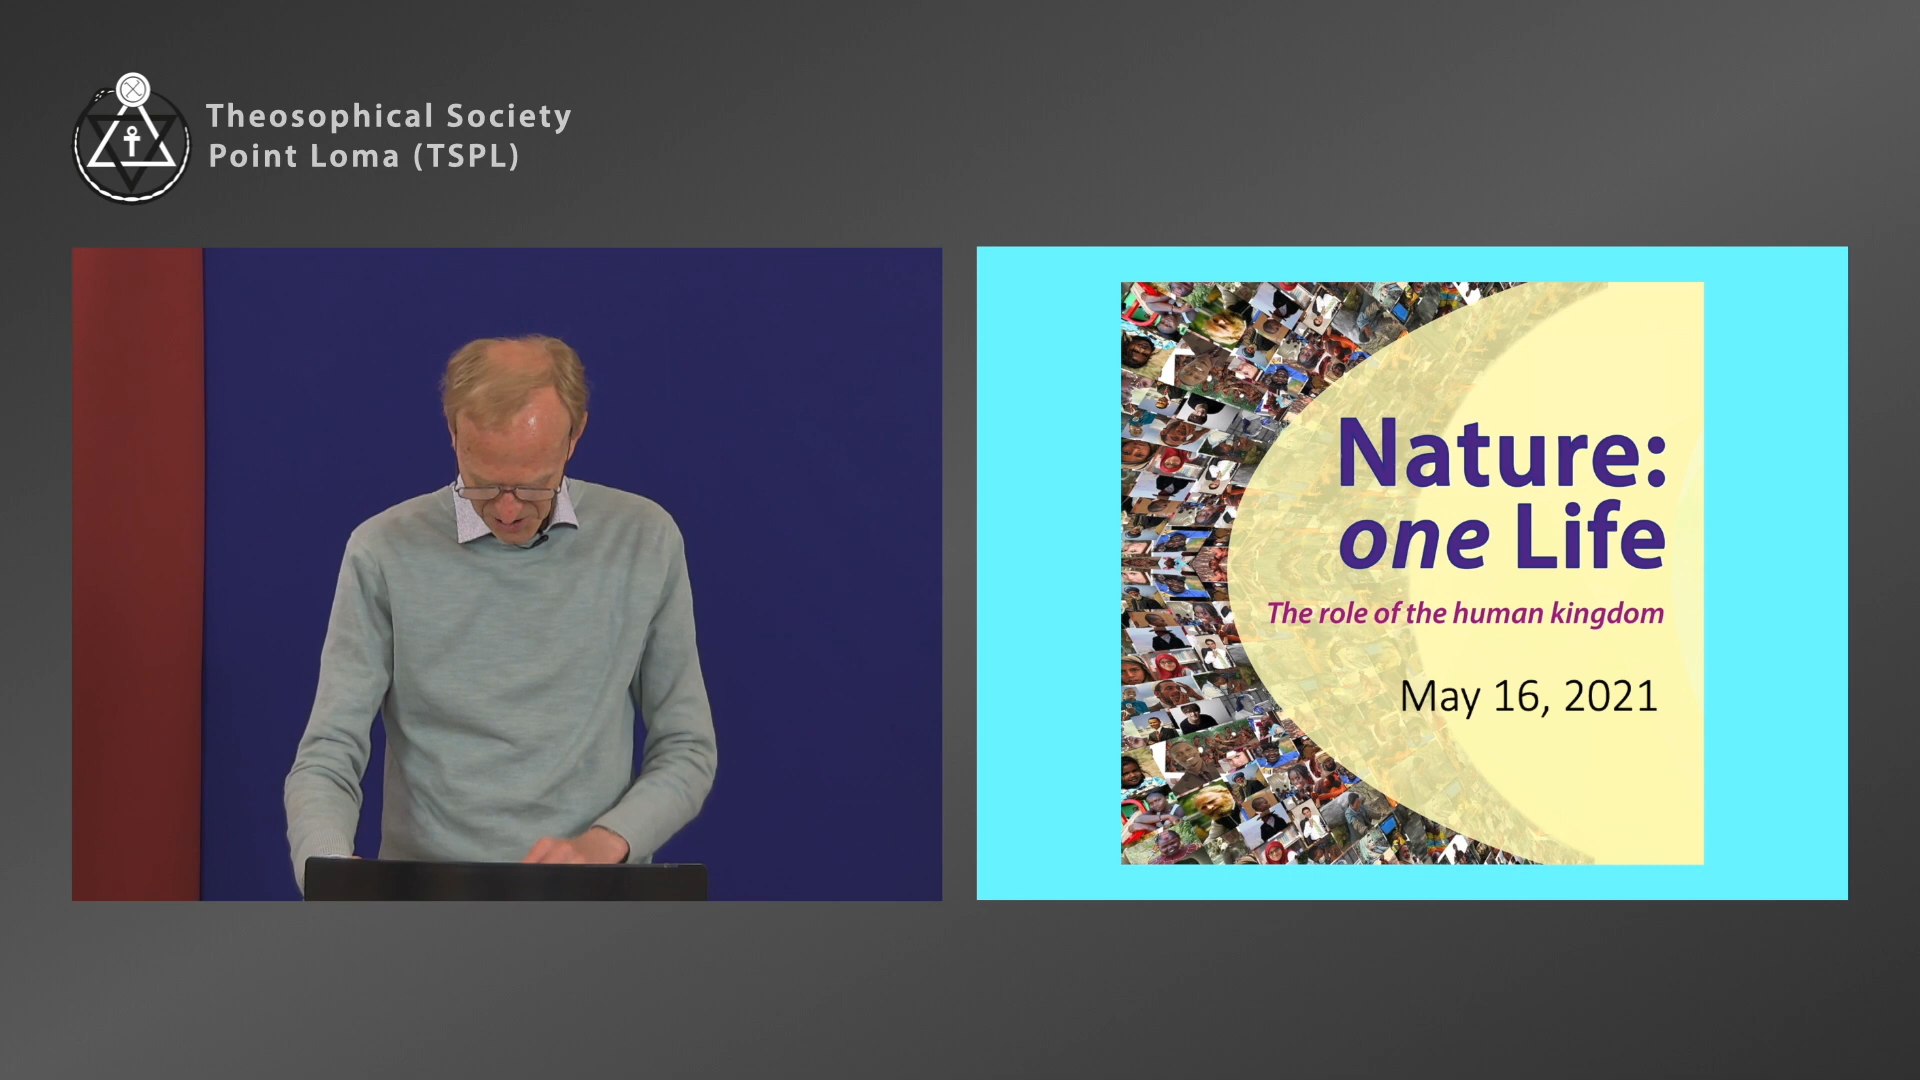 Theosophical Society
Point Loma (TSPL)
Nature:
one Life
The role of the human kingdom
May 16, 2021